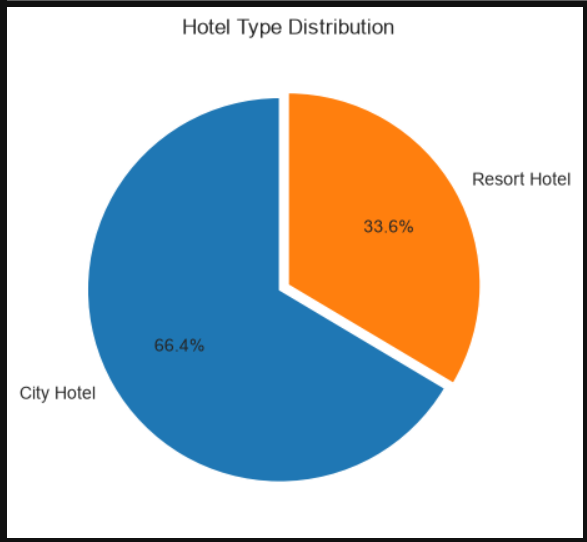 Hotel Type Distribution
Resort Hotel
33.6%
66.4%
City Hotel